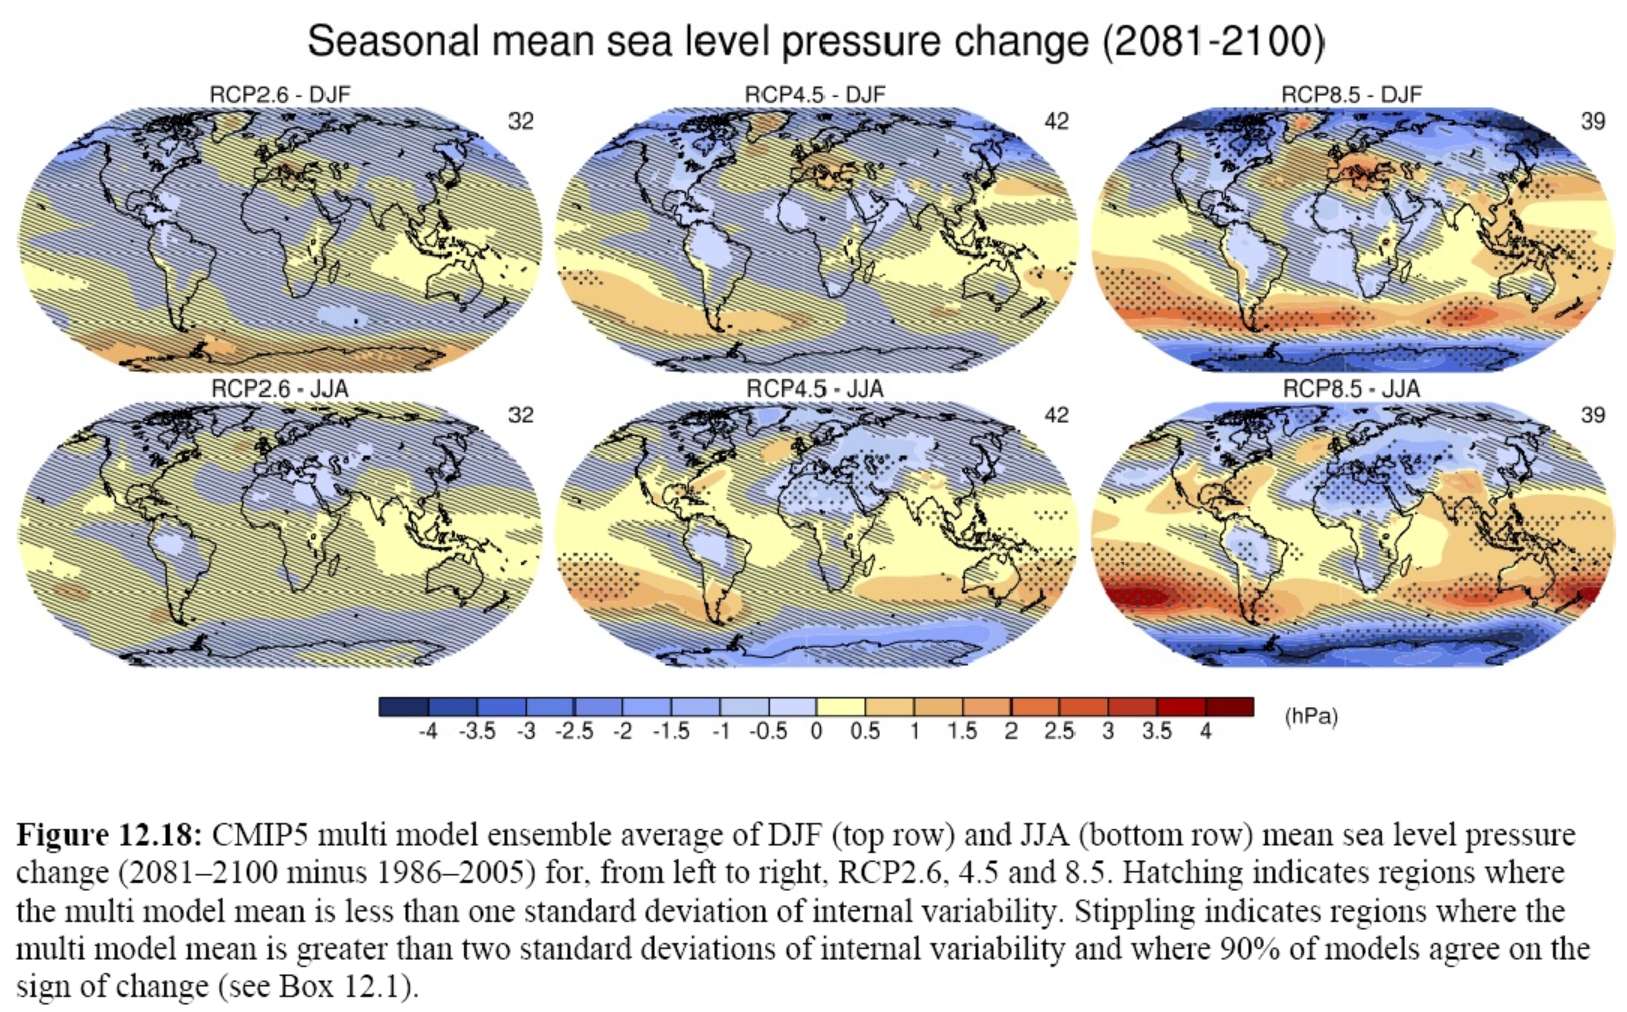 Seasonal mean sea level pressure change (2081-2100)
RCP2.6 - DJF
32
RCP4.5 - DJF
42
RCP8.5 - DJF
39
RCP2.6 - JJA
32
RCP4.5 - JJA
42
RCP8.5 - JJA
39
-4 -3.5 -3 -2.5 -2 -1.5 -1 -0.5 0 0.5 1 1.5 2 2.5 3 3.5 4 (hPa)
Figure 12.18: CMIP5 multi model ensemble average of DJF (top row) and JJA (bottom row) mean sea level pressure
change (2081–2100 minus 1986–2005) for, from left to right, RCP2.6, 4.5 and 8.5. Hatching indicates regions where
the multi model mean is less than one standard deviation of internal variability. Stippling indicates regions where the
multi model mean is greater than two standard deviations of internal variability and where 90% of models agree on the
sign of change (see Box 12.1).